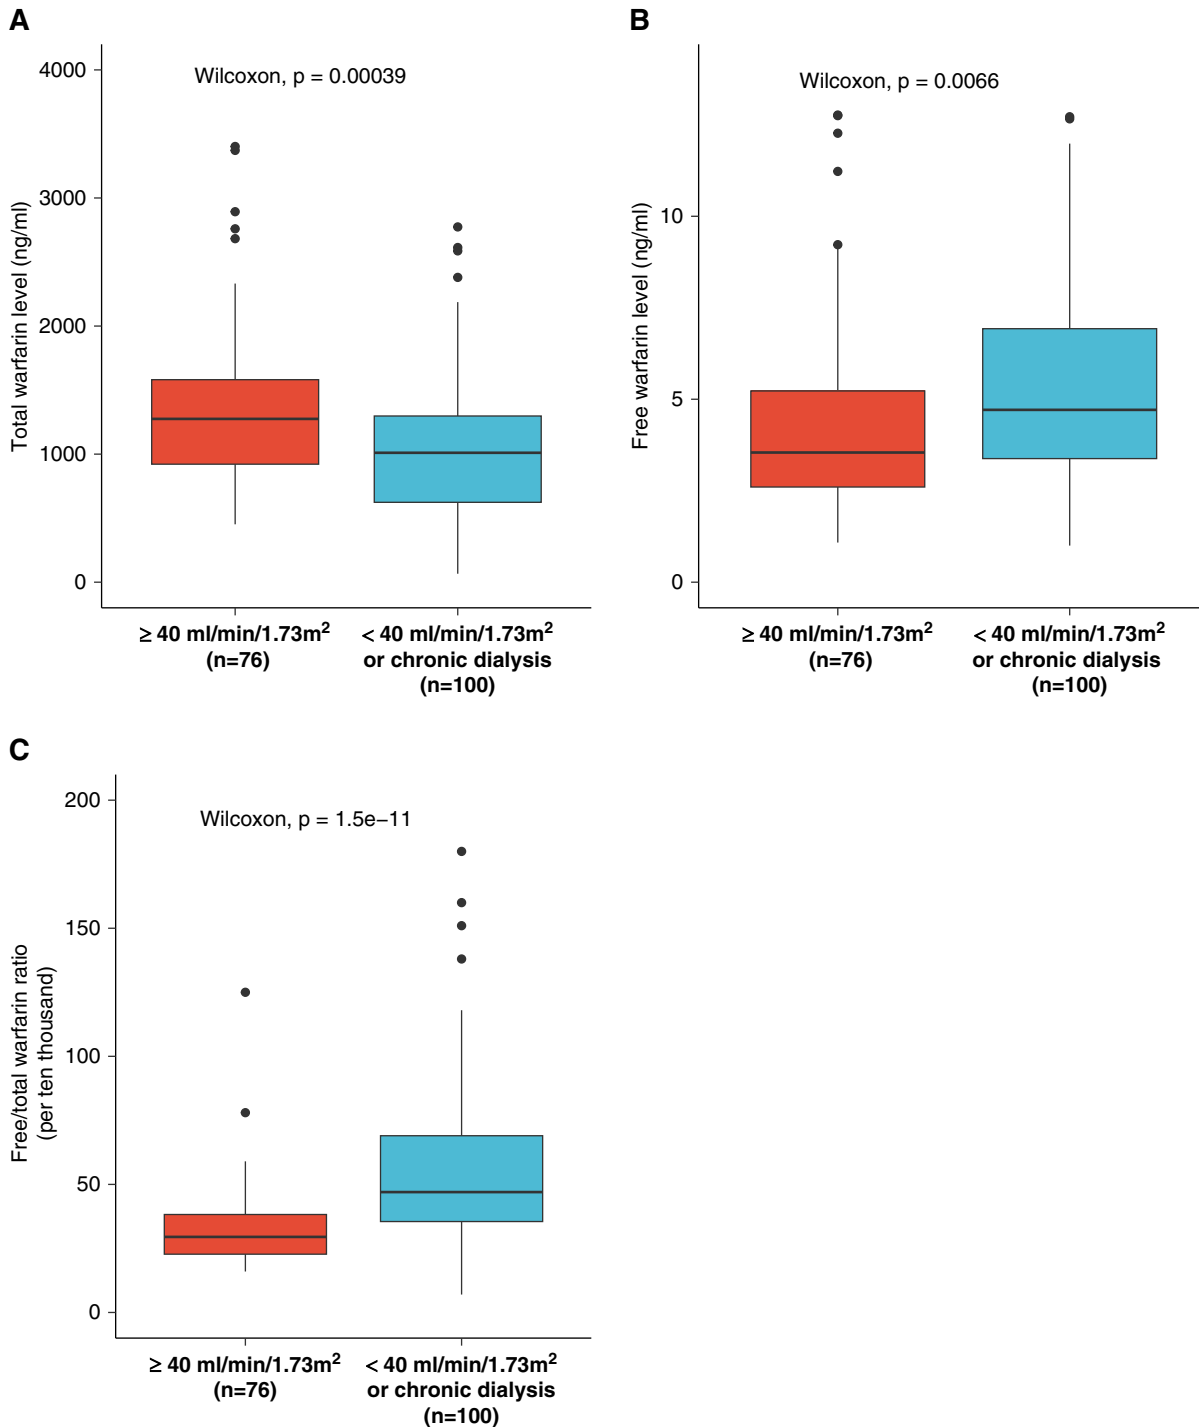 A
Wilcoxon, p = 0.00039
Total warfarin level (ng/ml)
4000
3000
2000
1000
0
≥ 40 ml/min/1.73m²
(n=76)
< 40 ml/min/1.73m²
or chronic dialysis
(n=100)
B
Wilcoxon, p = 0.0066
Free warfarin level (ng/ml)
10
5
0
≥ 40 ml/min/1.73m²
(n=76)
< 40 ml/min/1.73m²
or chronic dialysis
(n=100)
C
Wilcoxon, p = 1.5e−11
Free/total warfarin ratio
(per ten thousand)
200
150
100
50
0
≥ 40 ml/min/1.73m²
(n=76)
< 40 ml/min/1.73m²
or chronic dialysis
(n=100)